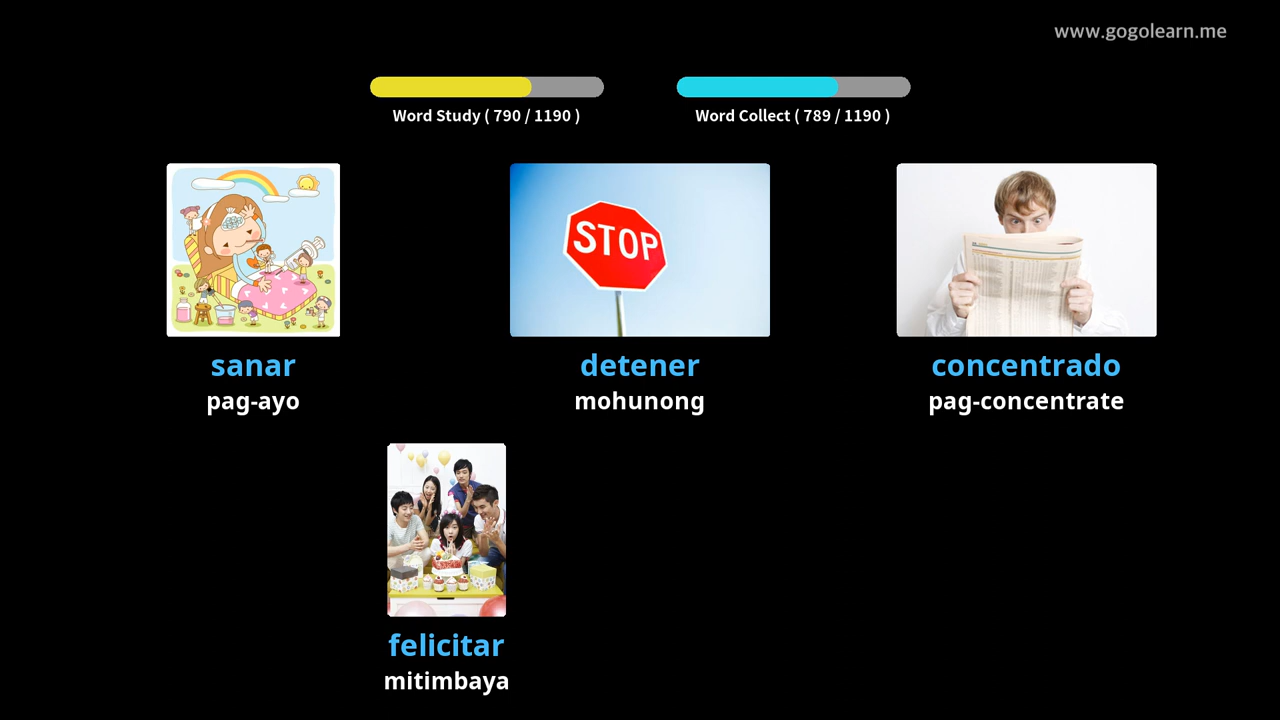 www.gogolearn.me
Word Study ( 790 / 1190 )
Word Collect ( 789 / 1190 )
STOP
sanar
pag-ayo
detener
mohunong
concentrado
pag-concentrate
felicitar
mitimbaya